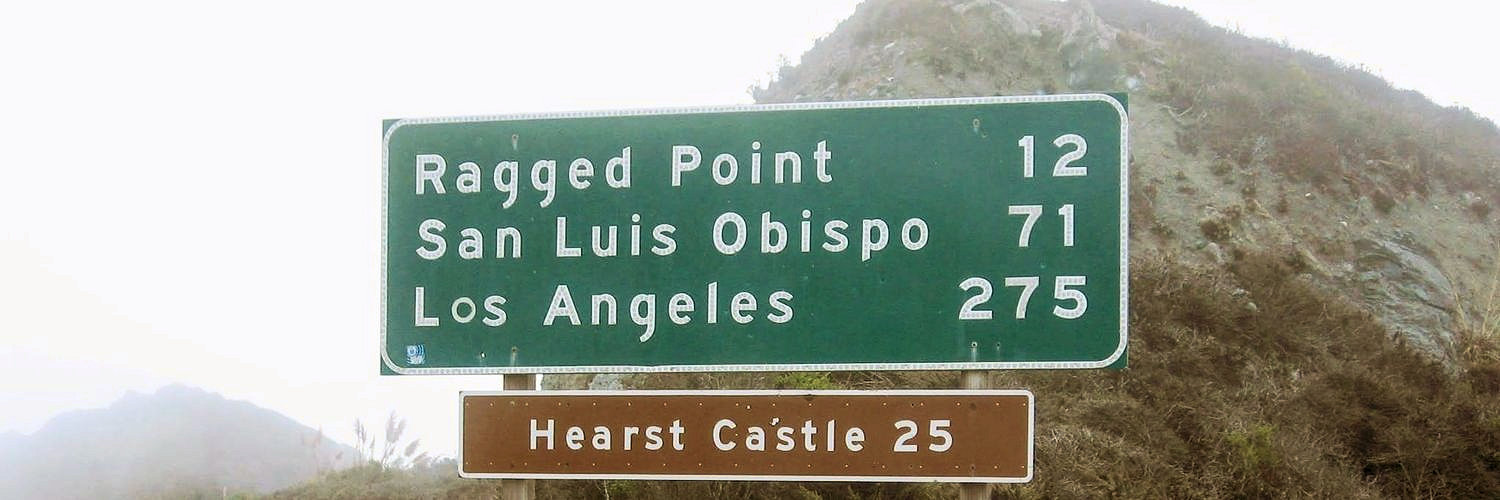 Ragged Point 12
San Luis Obispo 71
Los Angeles 275
Hearst Castle 25